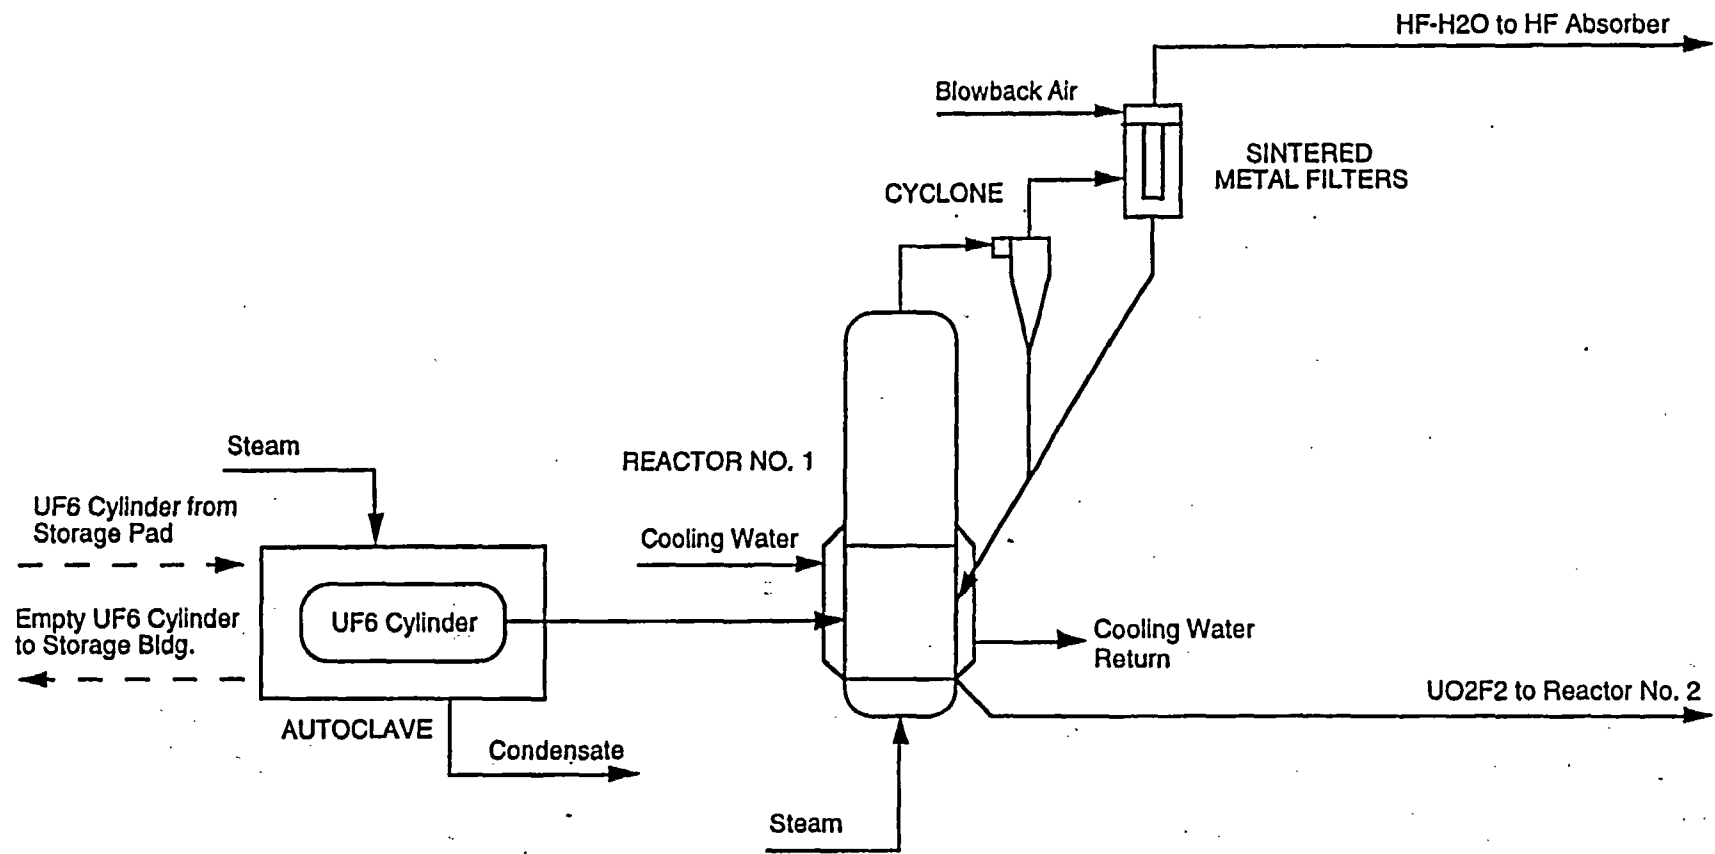 HF-H2O to HF Absorber
Blowback Air
SINTERED
METAL FILTERS
CYCLONE
Steam
REACTOR NO. 1
UF6 Cylinder from
Storage Pad
Cooling Water
Empty UF6 Cylinder
to Storage Bldg.
UF6 Cylinder
Cooling Water
Return
UO2F2 to Reactor No. 2
AUTOCLAVE
Condensate
Steam